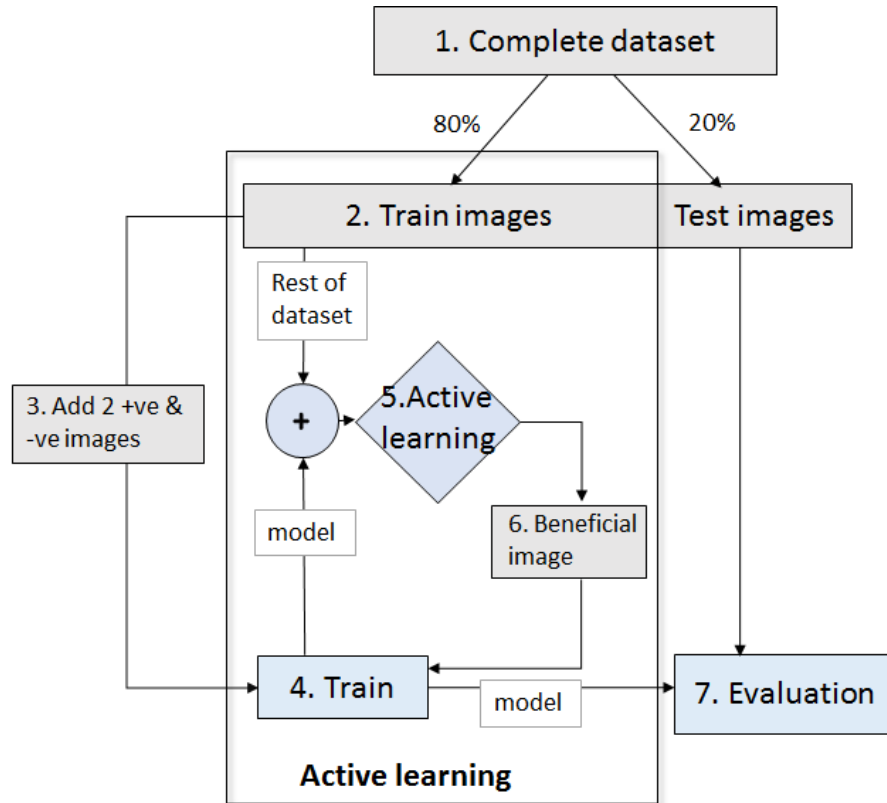 1. Complete dataset
80%
20%
2. Train images
Test images
Rest of
dataset
3. Add 2 +ve &
-ve images
+
5.Active
learning
model
6. Beneficial
image
4. Train
model
7. Evaluation
Active learning